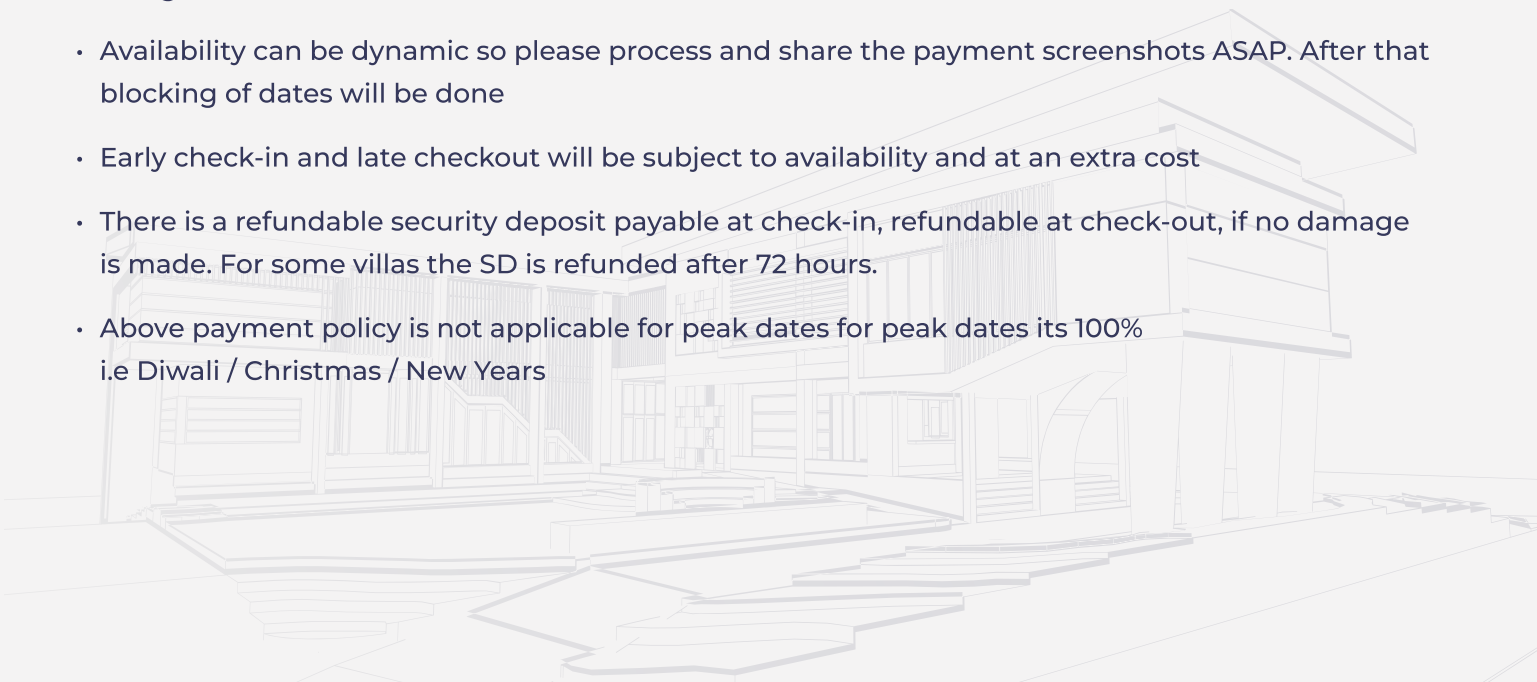 • Availability can be dynamic so please process and share the payment screenshots ASAP. After that
blocking of dates will be done
• Early check-in and late checkout will be subject to availability and at an extra cost
• There is a refundable security deposit payable at check-in, refundable at check-out, if no damage
is made. For some villas the SD is refunded after 72 hours.
• Above payment policy is not applicable for peak dates for peak dates its 100%
i.e Diwali / Christmas / New Years